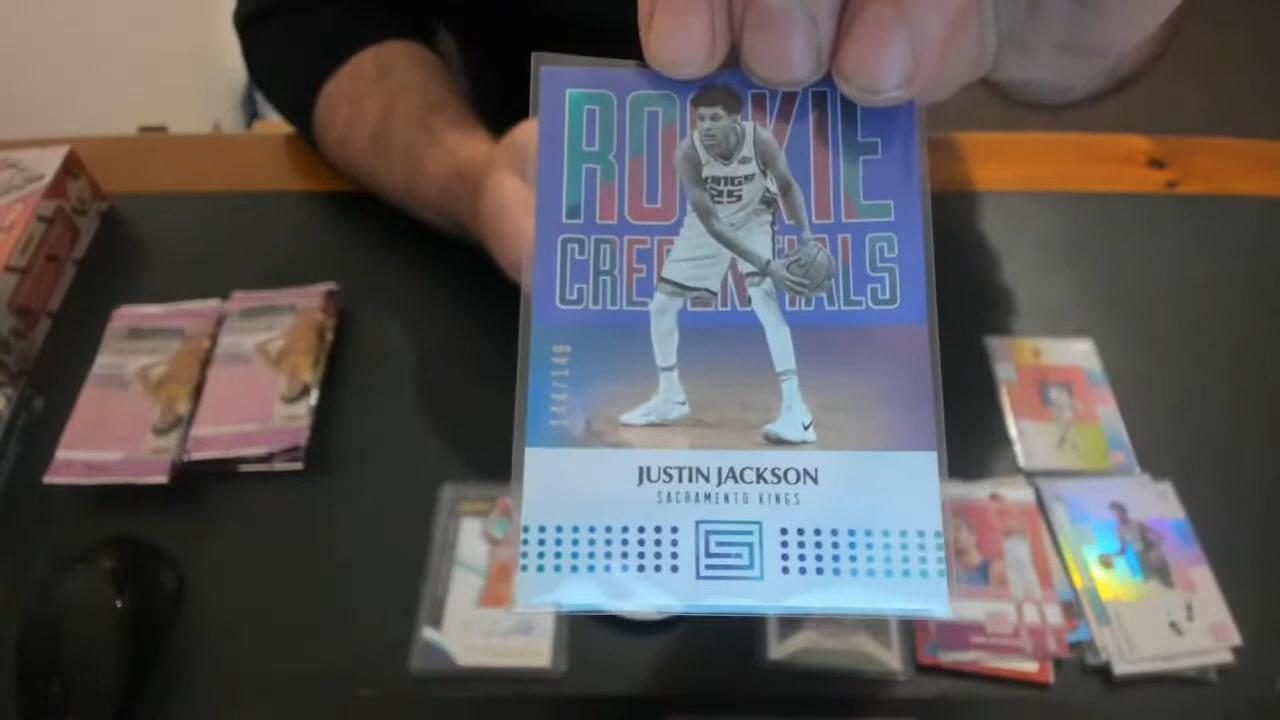 ROOKIE
CREDENTIALS
KINGS
25
144/149
JUSTIN JACKSON
SACRAMENTO KINGS
S